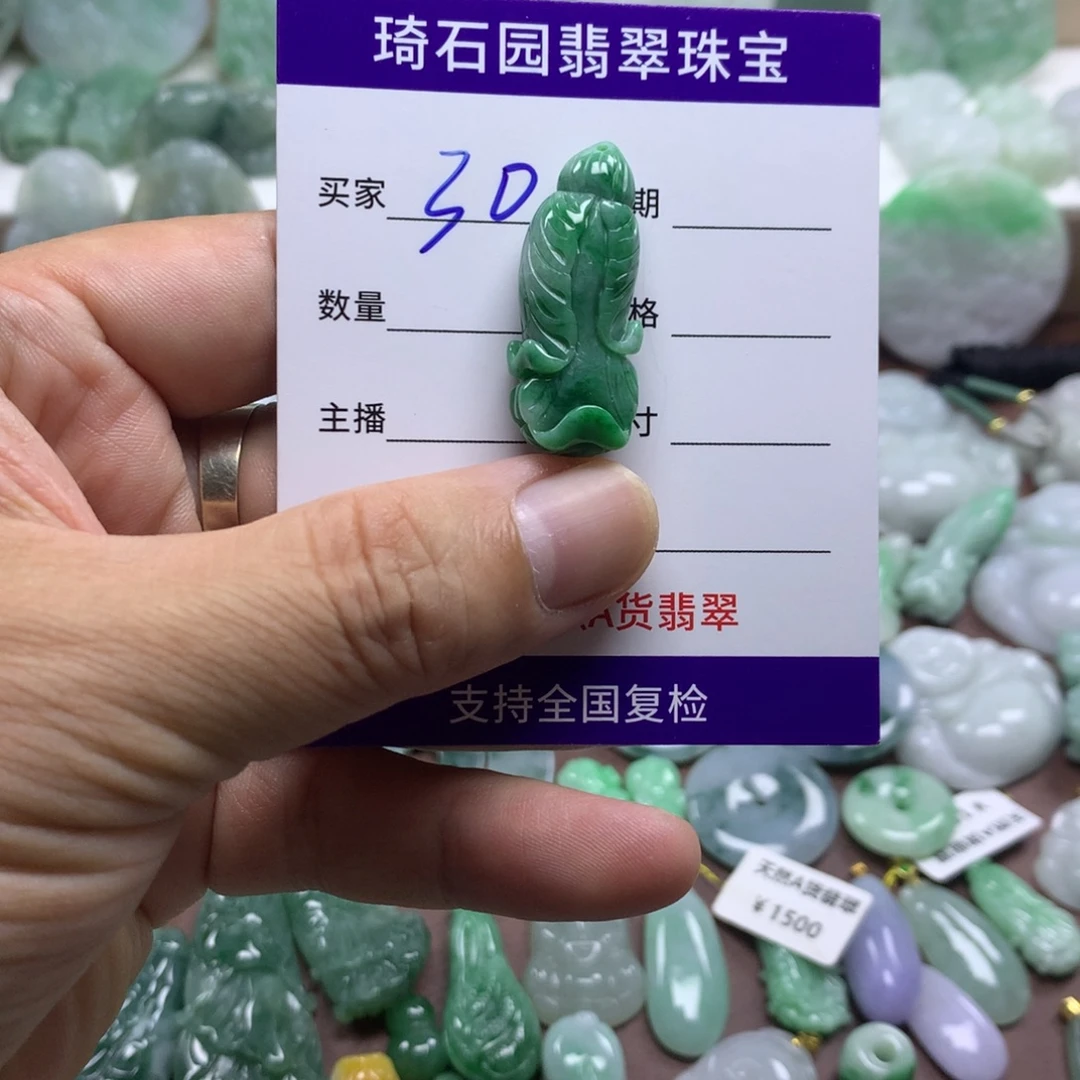 琦石园翡翠珠宝
买家 30 期
数量 格
主播 寸
A货翡翠
支持全国复检
天然A货翡翠
¥1500